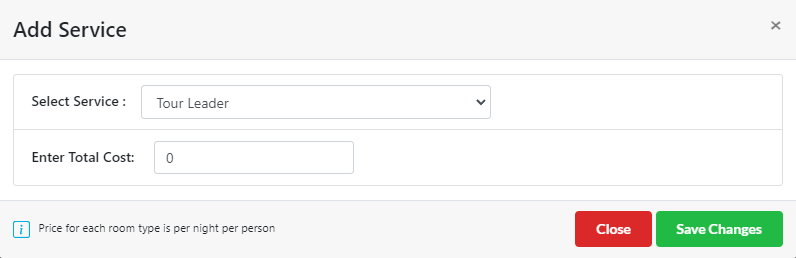 Add Service
×
Select Service :
Tour Leader
Enter Total Cost:
0
i Price for each room type is per night per person
Close
Save Changes